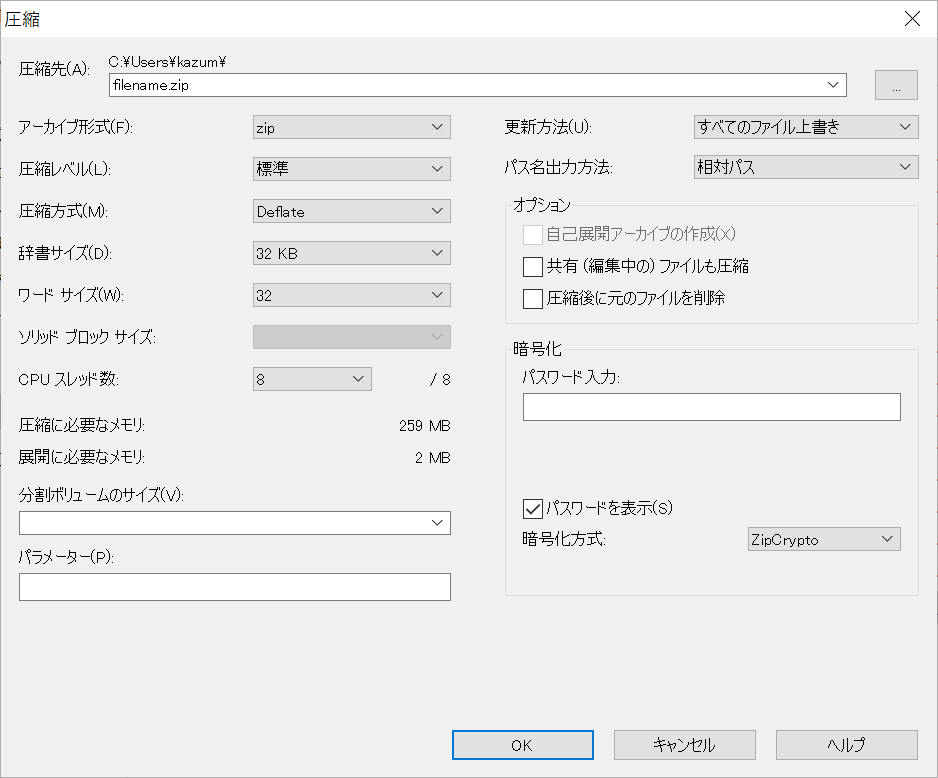 圧縮
圧縮先(A):
C:¥Users¥kazum¥
filename.zip
...
アーカイブ形式(F):
zip
圧縮レベル(L):
標準
圧縮方式(M):
Deflate
辞書サイズ(D):
32 KB
ワード サイズ(W):
32
ソリッド ブロック サイズ:
CPU スレッド数:
8
/ 8
圧縮に必要なメモリ:
259 MB
展開に必要なメモリ:
2 MB
分割ボリュームのサイズ(V):
パラメーター(P):
更新方法(U):
すべてのファイル上書き
パス名出力方法:
相対パス
オプション
自己展開アーカイブの作成(X)
共有 (編集中の) ファイルも圧縮
圧縮後に元のファイルを削除
暗号化
パスワード入力:
パスワードを表示(S)
暗号化方式:
ZipCrypto
OK
キャンセル
ヘルプ